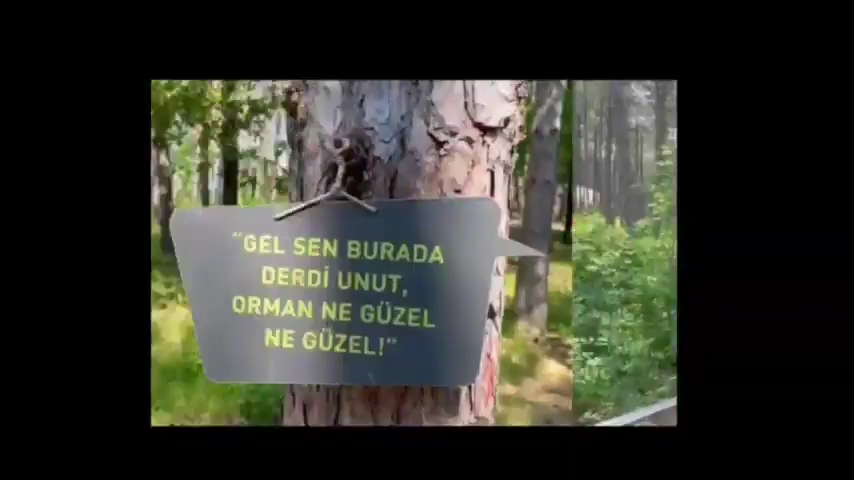 "GEL SEN BURADA
DERDİ UNUT,
ORMAN NE GÜZEL
NE GÜZEL!"